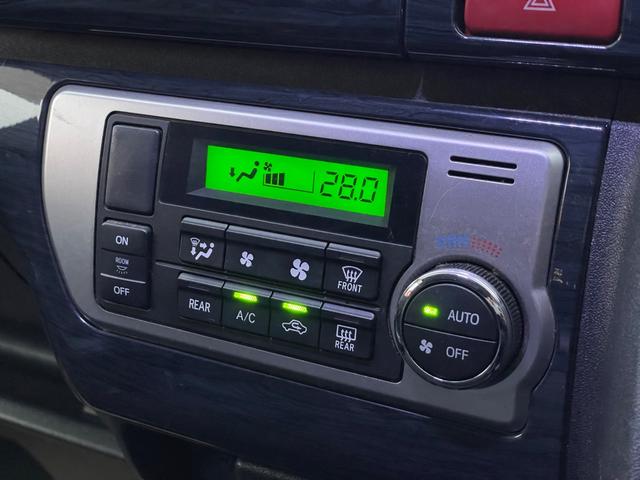 28.0
ON
ROOM
OFF
FRONT
REAR
A/C
REAR
AUTO
OFF